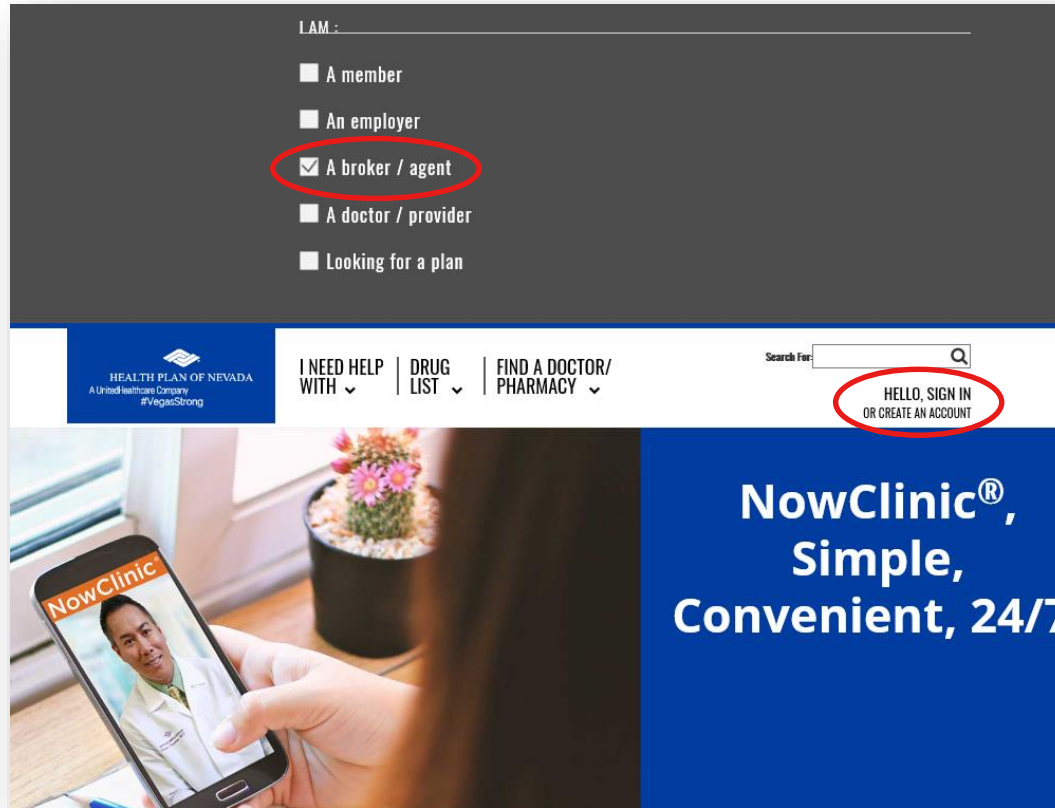 I AM :
A member
An employer
A broker / agent
A doctor / provider
Looking for a plan
HEALTH PLAN OF NEVADA
A UnitedHealthcare Company
#VegasStrong
I NEED HELP
WITH
DRUG
LIST
FIND A DOCTOR/
PHARMACY
Search For:
HELLO, SIGN IN
OR CREATE AN ACCOUNT
NowClinic®
NowClinic®,
Simple,
Convenient, 24/7